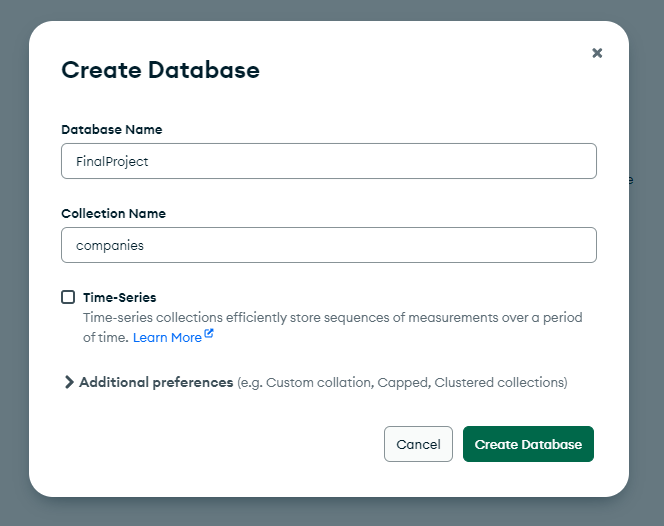 Create Database
Database Name
FinalProject
Collection Name
companies
Time-Series
Time-series collections efficiently store sequences of measurements over a period
of time. Learn More
Additional preferences (e.g. Custom collation, Capped, Clustered collections)
Cancel
Create Database